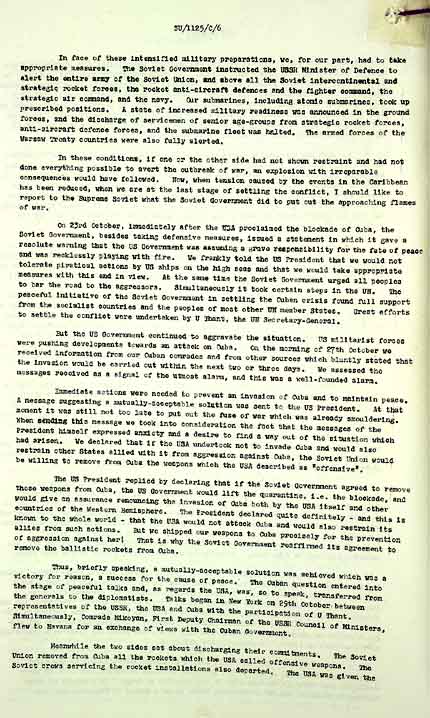 SU/1125/C/6
In face of these intensified military preparations, we, for our part, had to take
appropriate measures. The Soviet Government instructed the USSR Minister of Defence to
alert the entire army of the Soviet Union, and above all the Soviet intercontinental and
strategic rocket forces, the rocket anti-aircraft defences and the fighter command, the
strategic air command, and the navy. Our submarines, including atomic submarines, took up
prescribed positions. A state of increased military readiness was announced in the ground
forces, and the discharge of servicemen of senior age-groups from strategic rocket forces,
anti-aircraft defence forces, and the submarine fleet was halted. The armed forces of the
Warsaw Treaty countries were also fully alerted.
In these conditions, if one or the other side had not shown restraint and had not
done everything possible to avert the outbreak of war, an explosion with irreparable
consequences would have followed. Now, when tension caused by the events in the Caribbean
has been reduced, when we are at the last stage of settling the conflict, I should like to
report to the Supreme Soviet what the Soviet Government did to put out the approaching flames
of war.
On 23rd October, immediately after the USA proclaimed the blockade of Cuba, the
Soviet Government, besides taking defensive measures, issued a statement in which it gave a
resolute warning that the US Government was assuming a grave responsibility for the fate of peace
and was recklessly playing with fire. We frankly told the US President that we would not
tolerate piratical actions by US ships on the high seas and that we would take appropriate
measures with this end in view. At the same time the Soviet Government urged all peoples
to bar the road to the aggressors. Simultaneously it took certain steps in the UN. The
peaceful initiative of the Soviet Government in settling the Cuban crisis found full support
from the socialist countries and the peoples of most other UN member States. Great efforts
to settle the conflict were undertaken by U Thant, the UN Secretary-General.
But the US Government continued to aggravate the situation. US militarist forces
were pushing developments towards an attack on Cuba. On the morning of 27th October we
received information from our Cuban comrades and from other sources which bluntly stated that
the invasion would be carried out within the next two or three days. We assessed the
messages received as a signal of the utmost alarm, and this was a well-founded alarm.
Immediate actions were needed to prevent an invasion of Cuba and to maintain peace.
A message suggesting a mutually-acceptable solution was sent to the US President. At that
moment it was still not too late to put out the fuse of war which was already smouldering.
When sending this message we took into consideration the fact that the messages of the
President himself expressed anxiety and a desire to find a way out of the situation which
had arisen. We declared that if the USA undertook not to invade Cuba and would also
restrain other States allied with it from aggression against Cuba, the Soviet Union would
be willing to remove from Cuba the weapons which the USA described as "offensive".
The US President replied by declaring that if the Soviet Government agreed to remove
those weapons from Cuba, the US Government would lift the quarantine, i.e. the blockade, and
would give an assurance renouncing the invasion of Cuba both by the USA itself and other
countries of the Western Hemisphere. The President declared quite definitely - and this is
known to the whole world - that the USA would not attack Cuba and would also restrain its
allies from such actions. But we shipped our weapons to Cuba precisely for the prevention
of aggression against her! That is why the Soviet Government reaffirmed its agreement to
remove the ballistic rockets from Cuba.
Thus, briefly speaking, a mutually-acceptable solution was achieved which was a
victory for reason, a success for the cause of peace. The Cuban question entered into
the stage of peaceful talks and, as regards the USA, was, so to speak, transferred from
the generals to the diplomatists. Talks began in New York on 29th October between
representatives of the USSR, the USA and Cuba with the participation of U Thant.
Simultaneously, Comrade Mikoyan, First Deputy Chairman of the USSR Council of Ministers,
flew to Havana for an exchange of views with the Cuban Government.
Meanwhile the two sides set about discharging their commitments. The Soviet
Union removed from Cuba all the rockets which the USA called offensive weapons. The
Soviet crews servicing the rocket installations also departed. The USA was given the